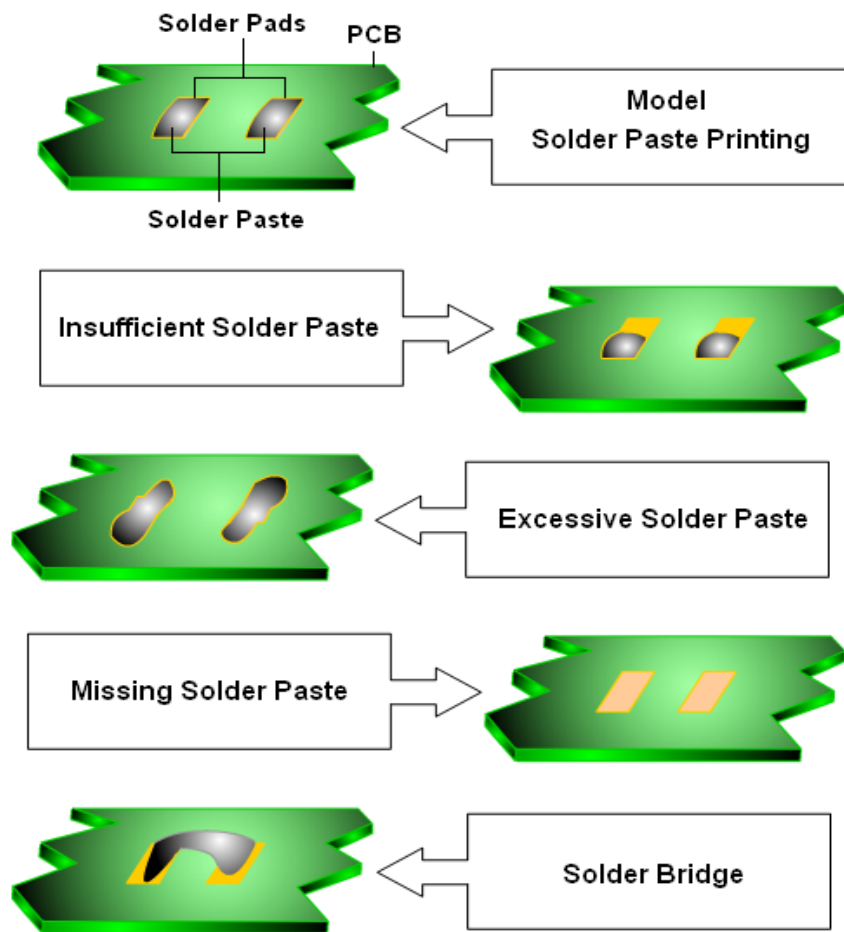 Solder Pads
PCB
Model
Solder Paste Printing
Solder Paste
Insufficient Solder Paste
Excessive Solder Paste
Missing Solder Paste
Solder Bridge